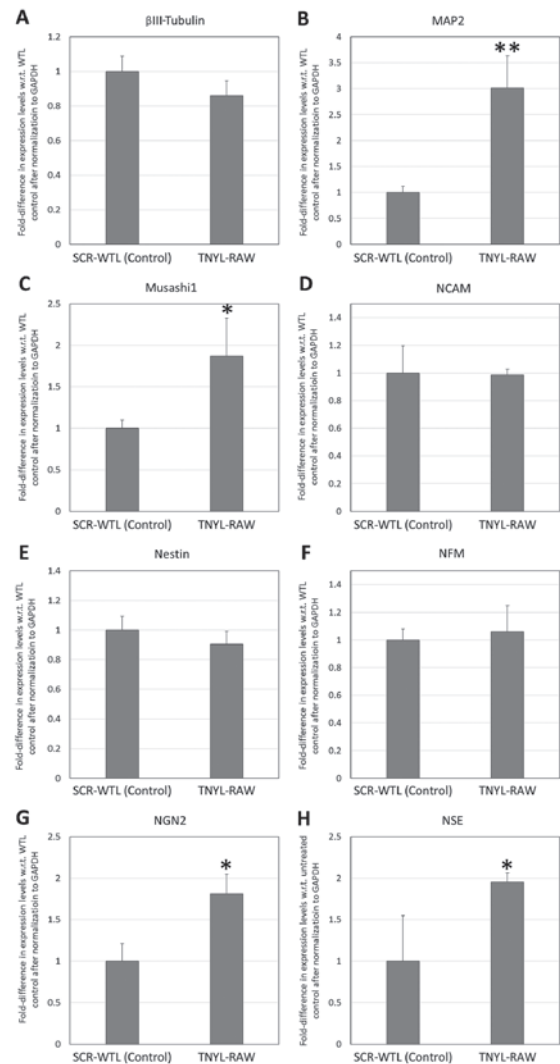 A
βIII-Tubulin
Fold-difference in expression levels w.r.t. WTL
control after normalizatioin to GAPDH
1.2
1
0.8
0.6
0.4
0.2
0
SCR-WTL (Control)
TNYL-RAW
B
MAP2
Fold-difference in expression levels w.r.t. WTL
control after normalizatioin to GAPDH
4
3.5
3
2.5
2
1.5
1
0.5
0
**
SCR-WTL (Control)
TNYL-RAW
C
Musashi1
Fold-difference in expression levels w.r.t. WTL
control after normalizatioin to GAPDH
2.5
2
1.5
1
0.5
0
*
SCR-WTL (Control)
TNYL-RAW
D
NCAM
Fold-difference in expression levels w.r.t. WTL
control after normalizatioin to GAPDH
1.4
1.2
1
0.8
0.6
0.4
0.2
0
SCR-WTL (Control)
TNYL-RAW
E
Nestin
Fold-difference in expression levels w.r.t. WTL
control after normalizatioin to GAPDH
1.4
1.2
1
0.8
0.6
0.4
0.2
0
SCR-WTL (Control)
TNYL-RAW
F
NFM
Fold-difference in expression levels w.r.t. WTL
control after normalizatioin to GAPDH
1.4
1.2
1
0.8
0.6
0.4
0.2
0
SCR-WTL (Control)
TNYL-RAW
G
NGN2
Fold-difference in expression levels w.r.t. WTL
control after normalizatioin to GAPDH
2.5
2
1.5
1
0.5
0
*
SCR-WTL (Control)
TNYL-RAW
H
NSE
Fold-difference in expression levels w.r.t. untreated
control after normalizatioin to GAPDH
2.5
2
1.5
1
0.5
0
*
SCR-WTL (Control)
TNYL-RAW